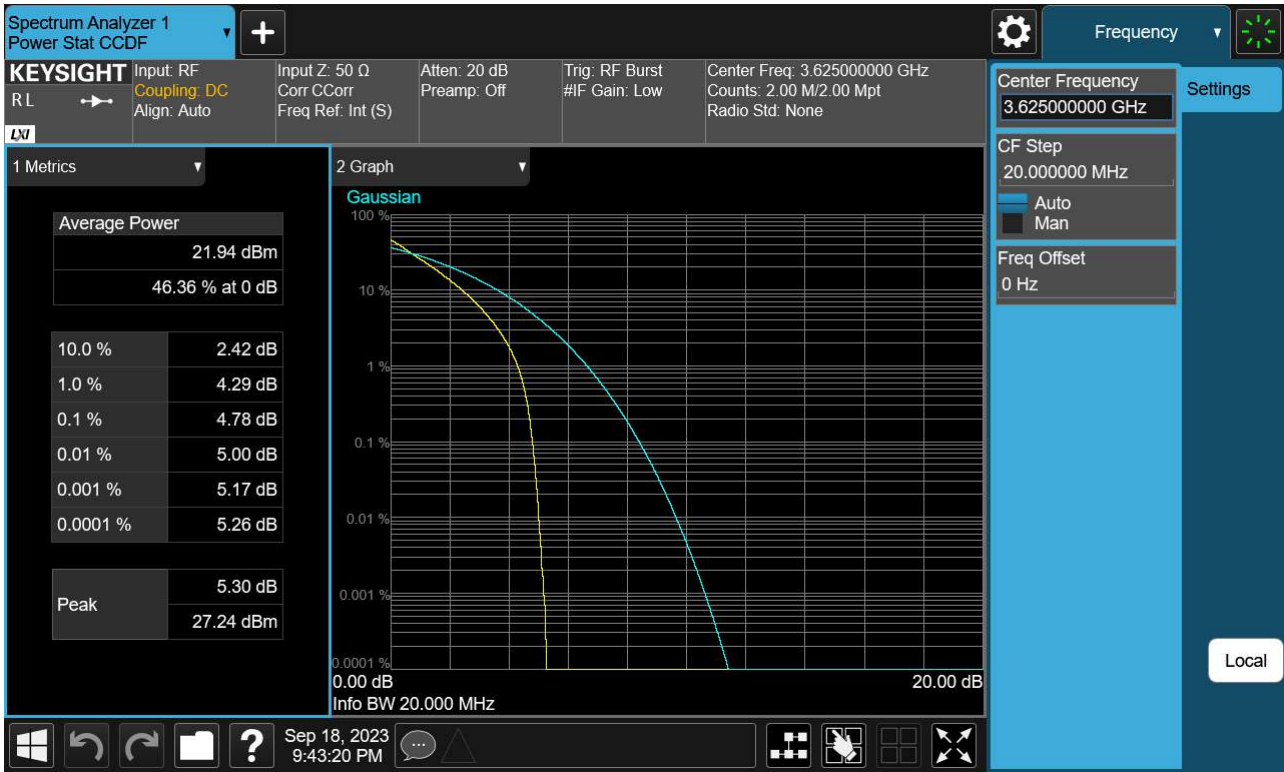 Spectrum Analyzer 1
Power Stat CCDF
Frequency
KEYSIGHT
RL
LXI
Input: RF
Coupling: DC
Align: Auto
Input Z: 50 Ω
Corr CCorr
Freq Ref: Int (S)
Atten: 20 dB
Preamp: Off
Trig: RF Burst
#IF Gain: Low
Center Freq: 3.625000000 GHz
Counts: 2.00 M/2.00 Mpt
Radio Std: None
Center Frequency
3.625000000 GHz
Settings
CF Step
20.000000 MHz
Auto
Man
Freq Offset
0 Hz
1 Metrics
Average Power
21.94 dBm
46.36 % at 0 dB
10.0 % 2.42 dB
1.0 % 4.29 dB
0.1 % 4.78 dB
0.01 % 5.00 dB
0.001 % 5.17 dB
0.0001 % 5.26 dB
Peak
5.30 dB
27.24 dBm
2 Graph
Gaussian
100 %
10 %
1 %
0.1 %
0.01 %
0.001 %
0.0001 %
0.00 dB 20.00 dB
Info BW 20.000 MHz
Local
Sep 18, 2023
9:43:20 PM